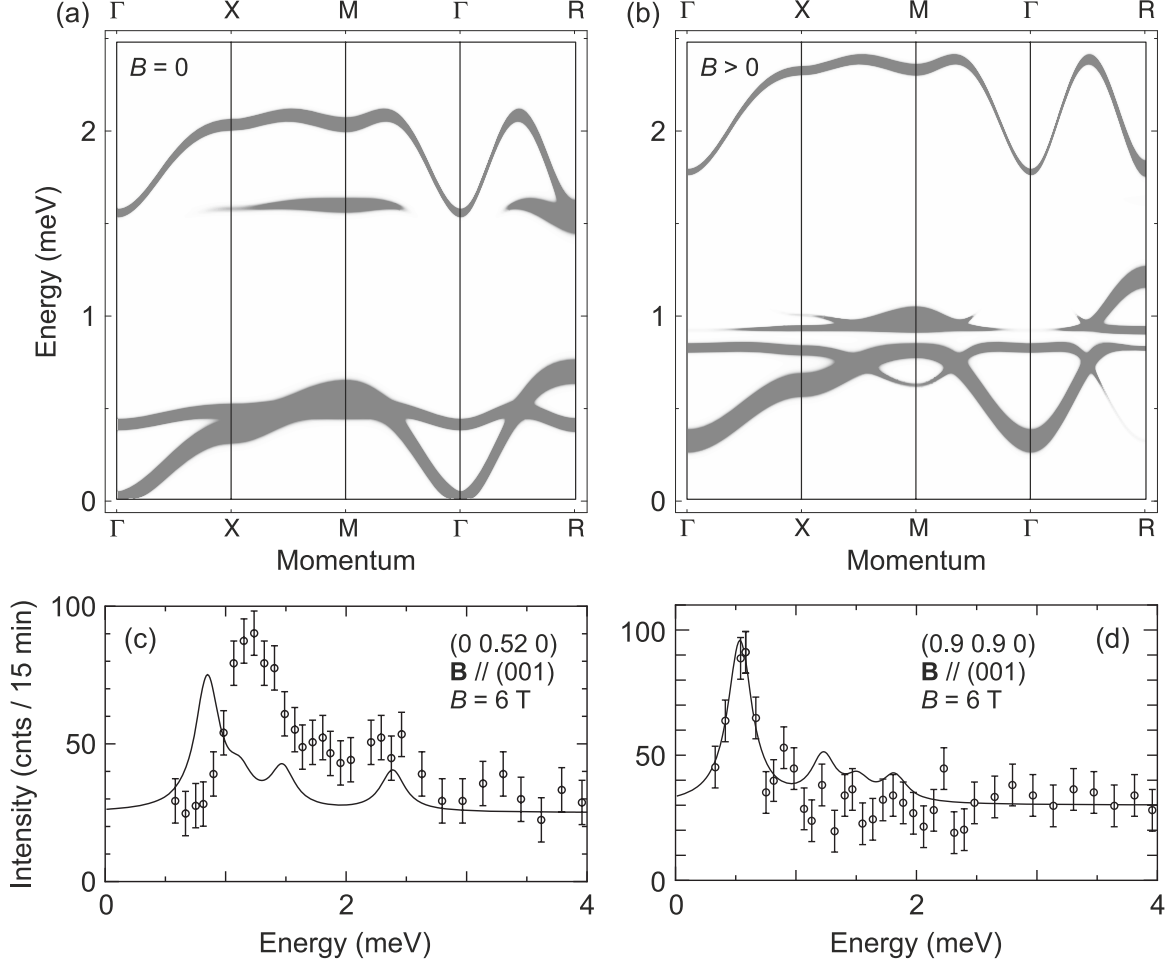 (a) Γ X M Γ R
B = 0
Energy (meV)
2
1
0
Γ X M Γ R
Momentum
(b) Γ X M Γ R
B > 0
Energy (meV)
2
1
0
Γ X M Γ R
Momentum
(c)
(0 0.52 0)
B // (001)
B = 6 T
Intensity (cnts / 15 min)
100
50
0
0 2 4
Energy (meV)
(d)
(0.9 0.9 0)
B // (001)
B = 6 T
100
50
0
0 2 4
Energy (meV)